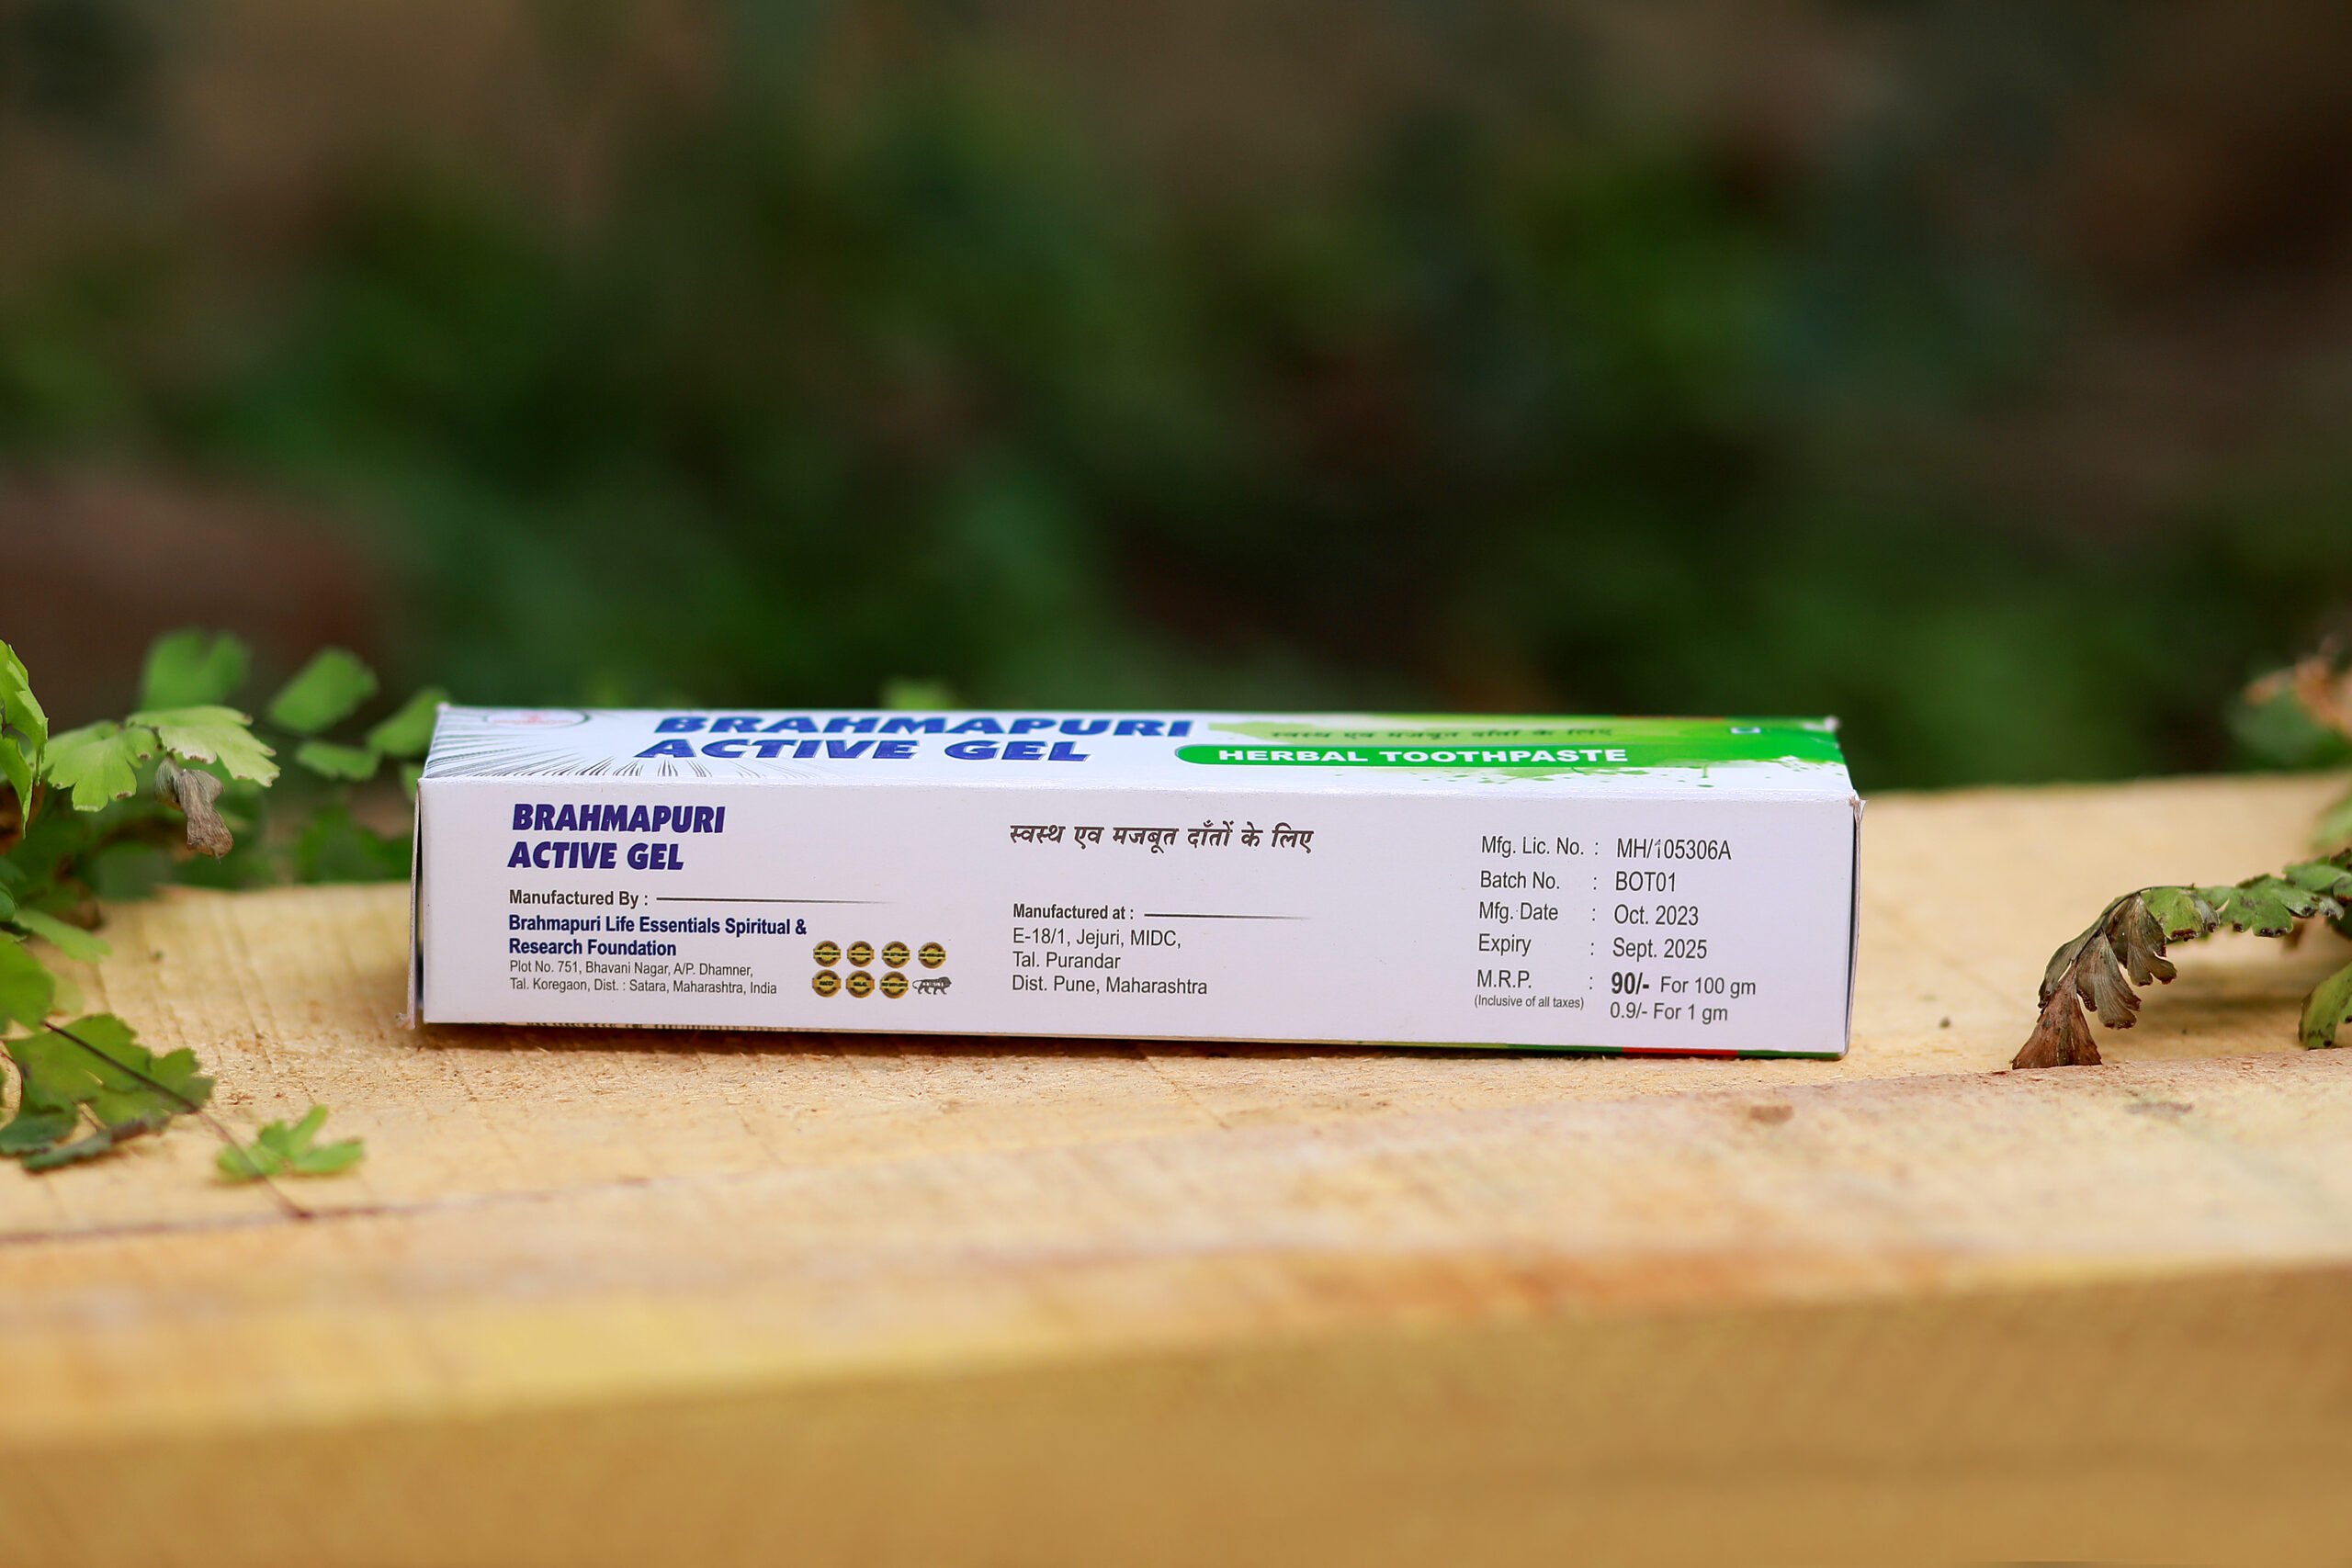 BRAHMAPURI
ACTIVE GEL
स्वस्थ एव मजबूत दाँतों के लिए
HERBAL TOOTHPASTE
BRAHMAPURI
ACTIVE GEL
Manufactured By :
Brahmapuri Life Essentials Spiritual &
Research Foundation
Plot No. 751, Bhavani Nagar, A/P. Dhamner,
Tal. Koregaon, Dist. : Satara, Maharashtra, India
स्वस्थ एव मजबूत दाँतों के लिए
Manufactured at :
E-18/1, Jejuri, MIDC,
Tal. Purandar
Dist. Pune, Maharashtra
Mfg. Lic. No. : MH/105306A
Batch No. : BOT01
Mfg. Date : Oct. 2023
Expiry : Sept. 2025
M.R.P. : 90/- For 100 gm
(Inclusive of all taxes) 0.9/- For 1 gm